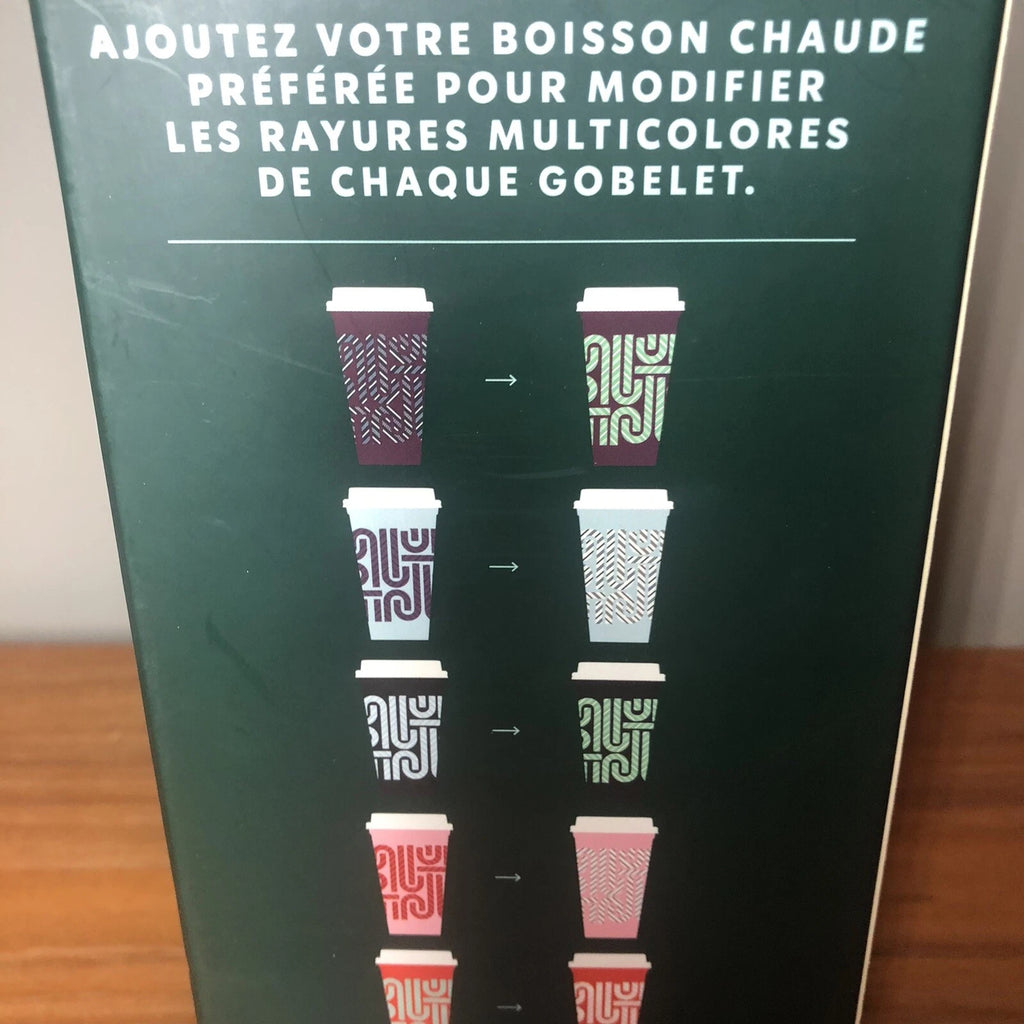 AJOUTEZ VOTRE BOISSON CHAUDE
PRÉFÉRÉE POUR MODIFIER
LES RAYURES MULTICOLORES
DE CHAQUE GOBELET.